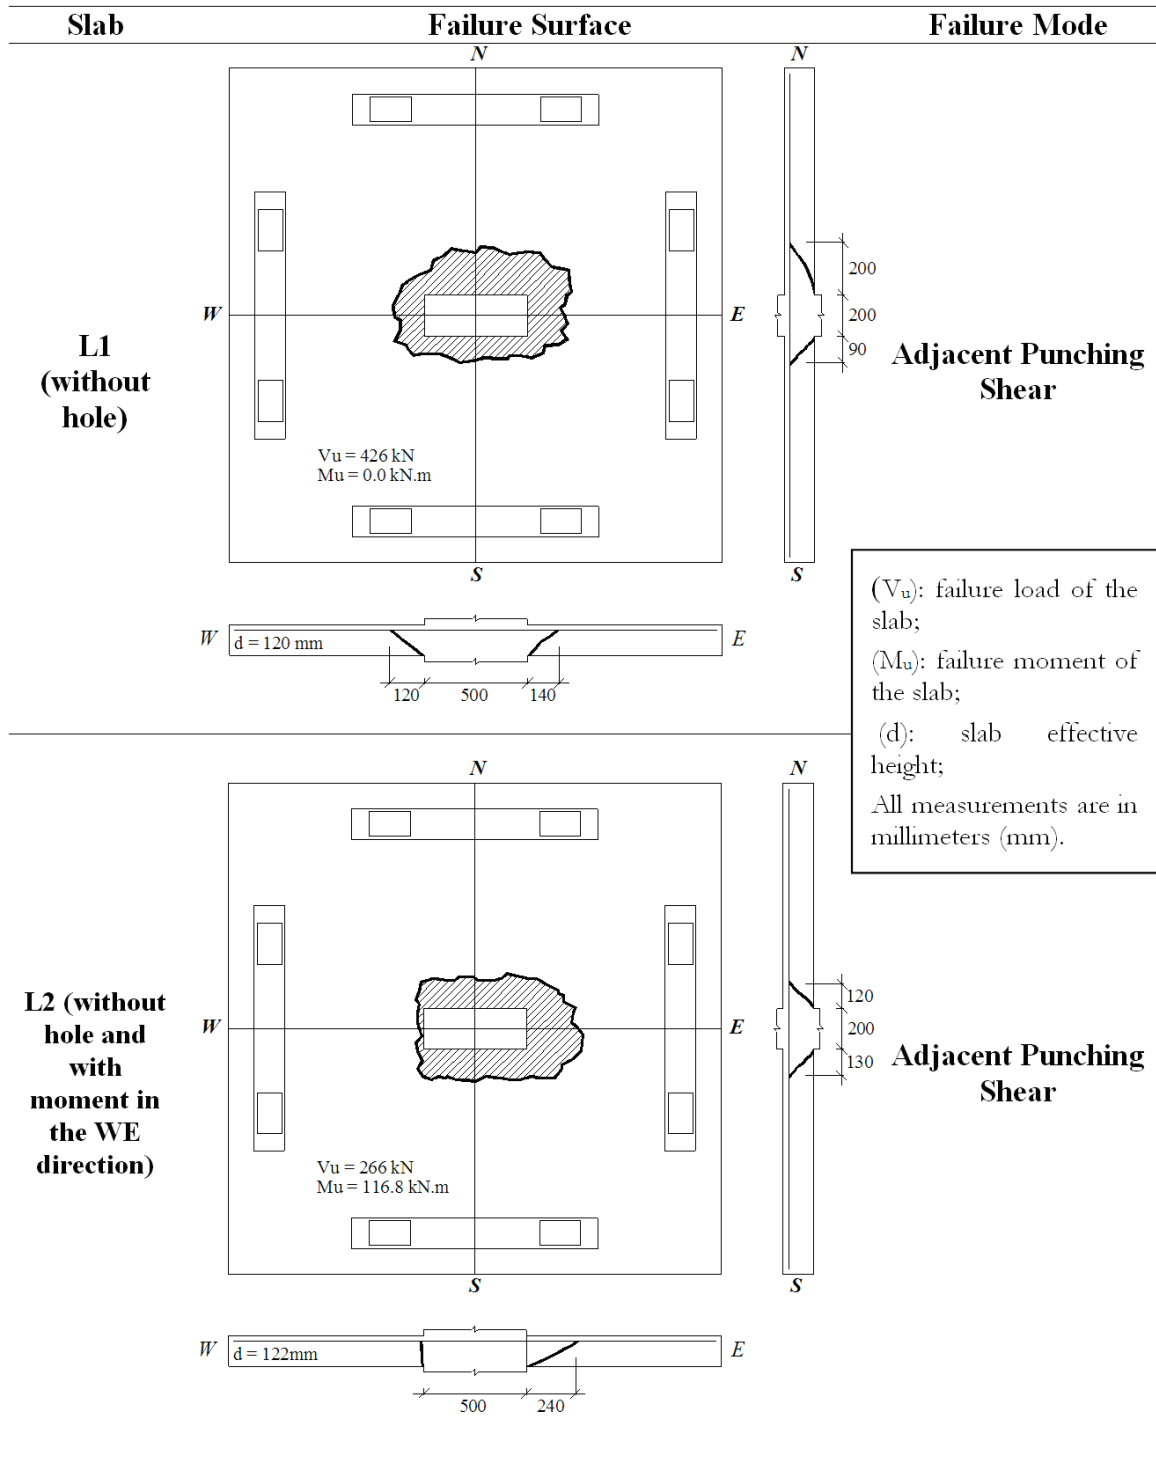 Slab Failure Surface Failure Mode
N N
200
W E 200
90
L1
(without
hole)
Adjacent Punching
Shear
Vu = 426 kN
Mu = 0.0 kN.m
S S
W d = 120 mm E
120 500 140
(Vu): failure load of the
slab;
(Mu): failure moment of
the slab;
(d): slab effective
height;
All measurements are in
millimeters (mm).
N N
120
W E 200
130
L2 (without
hole and
with
moment in
the WE
direction)
Adjacent Punching
Shear
Vu = 266 kN
Mu = 116.8 kN.m
S S
W d = 122mm E
500 240